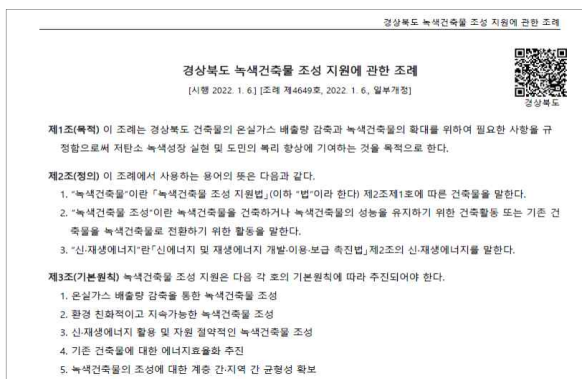 경상북도 녹색건축물 조성 지원에 관한 조례
경상북도 녹색건축물 조성 지원에 관한 조례
[시행 2022. 1. 6.] [조례 제4649호, 2022. 1. 6., 일부개정]
경상북도
제1조(목적) 이 조례는 경상북도 건축물의 온실가스 배출량 감축과 녹색건축물의 확대를 위하여 필요한 사항을 규
정함으로써 저탄소 녹색성장 실현 및 도민의 복리 향상에 기여하는 것을 목적으로 한다.
제2조(정의) 이 조례에서 사용하는 용어의 뜻은 다음과 같다.
1. "녹색건축물"이란 「녹색건축물 조성 지원법」(이하 "법"이라 한다) 제2조제1호에 따른 건축물을 말한다.
2. "녹색건축물 조성"이란 녹색건축물을 건축하거나 녹색건축물의 성능을 유지하기 위한 건축활동 또는 기존 건
축물을 녹색건축물로 전환하기 위한 활동을 말한다.
3. "신·재생에너지"란「신에너지 및 재생에너지 개발·이용·보급 촉진법」제2조의 신·재생에너지를 말한다.
제3조(기본원칙) 녹색건축물 조성 지원은 다음 각 호의 기본원칙에 따라 추진되어야 한다.
1. 온실가스 배출량 감축을 통한 녹색건축물 조성
2. 환경 친화적이고 지속가능한 녹색건축물 조성
3. 신·재생에너지 활용 및 자원 절약적인 녹색건축물 조성
4. 기존 건축물에 대한 에너지효율화 추진
5. 녹색건축물의 조성에 대한 계층 간·지역 간 균형성 확보